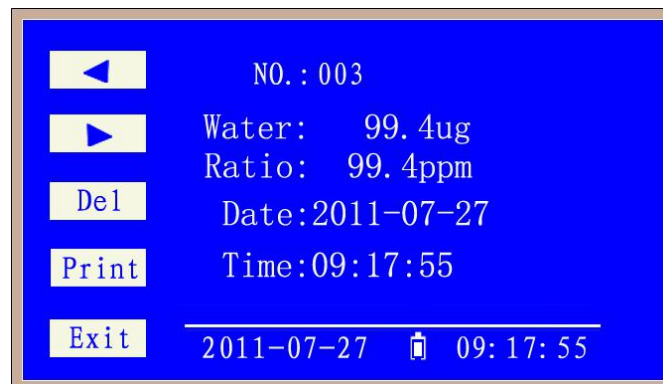 NO.:003
Water: 99.4ug
Ratio: 99.4ppm
Del
Date:2011-07-27
Print
Time:09:17:55
Exit
2011-07-27 09:17:55